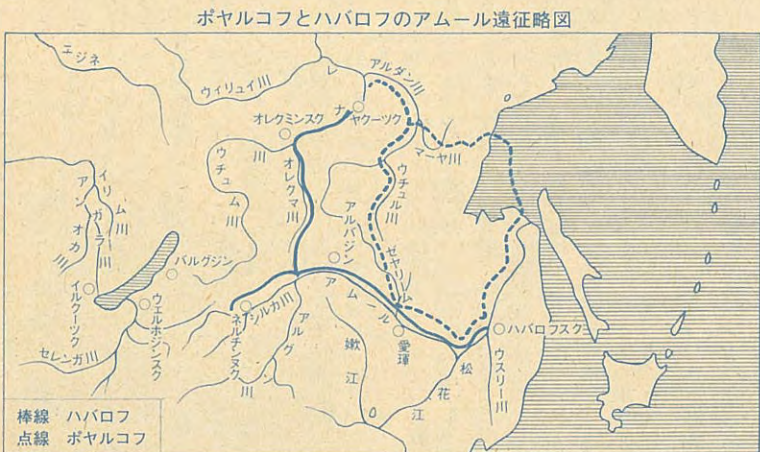 ポヤルコフとハバロフのアムール遠征略図
エジネ
ウィリュイ川
レナ
アルダン川
ヤクーツク
オレクミンスク
マーヤ川
イリム川
アンガーラ川
オカ川
ウチュム川
オレクマ川
ウチュル川
アルバジン
ゼヤリーム
バルグジン
イルクーツク
ウェルホジンスク
セレンガ川
シルカ川
ネルチンヌク
アルグン川
アムール
愛琿
嫩江
松花江
ハバロフスク
ウスリー川
棒線 ハバロフ
点線 ポヤルコフ